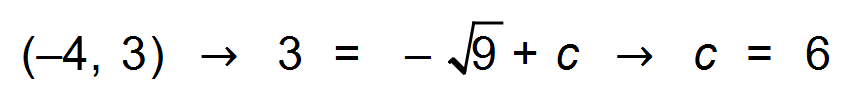 (–4, 3) → 3 = – √9 + c → c = 6